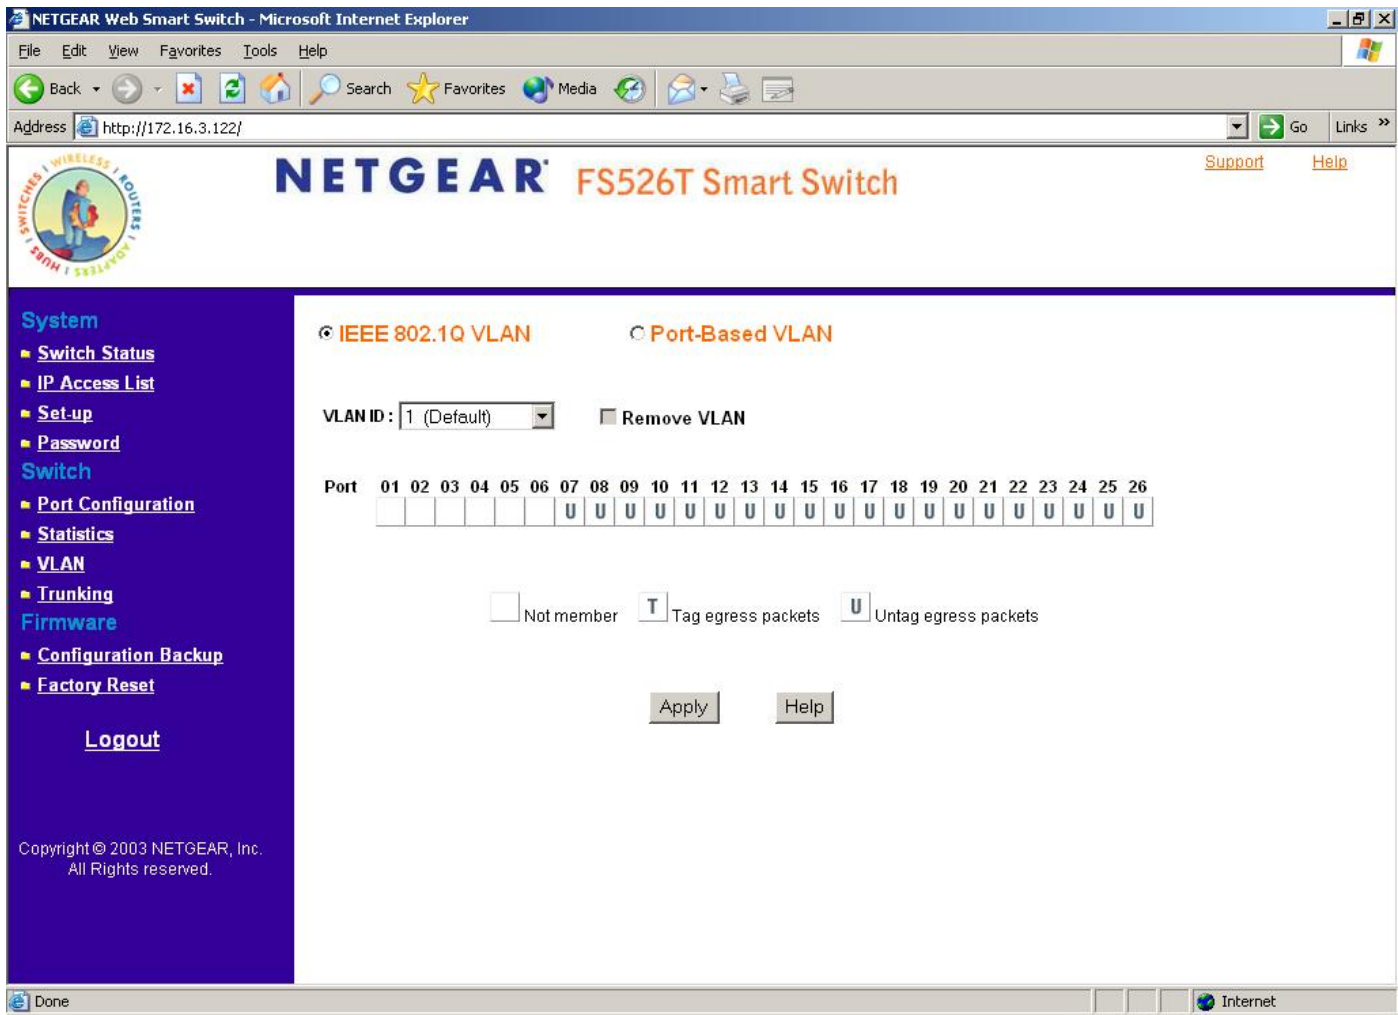 NETGEAR Web Smart Switch - Microsoft Internet Explorer
File Edit View Favorites Tools Help
Back Search Favorites Media
Address http://172.16.3.122/ Go Links »
SWITCHES | WIRELESS | ROUTERS | ADAPTERS | HUBS |
NETGEAR FS526T Smart Switch
Support Help
System
Switch Status
IP Access List
Set-up
Password
Switch
Port Configuration
Statistics
VLAN
Trunking
Firmware
Configuration Backup
Factory Reset
Logout
Copyright © 2003 NETGEAR, Inc.
All Rights reserved.
IEEE 802.1Q VLAN Port-Based VLAN
VLAN ID : 1 (Default) Remove VLAN
Port 01 02 03 04 05 06 07 08 09 10 11 12 13 14 15 16 17 18 19 20 21 22 23 24 25 26
U U U U U U U U U U U U U U U U U U U U
Not member T Tag egress packets U Untag egress packets
Apply Help
Done Internet